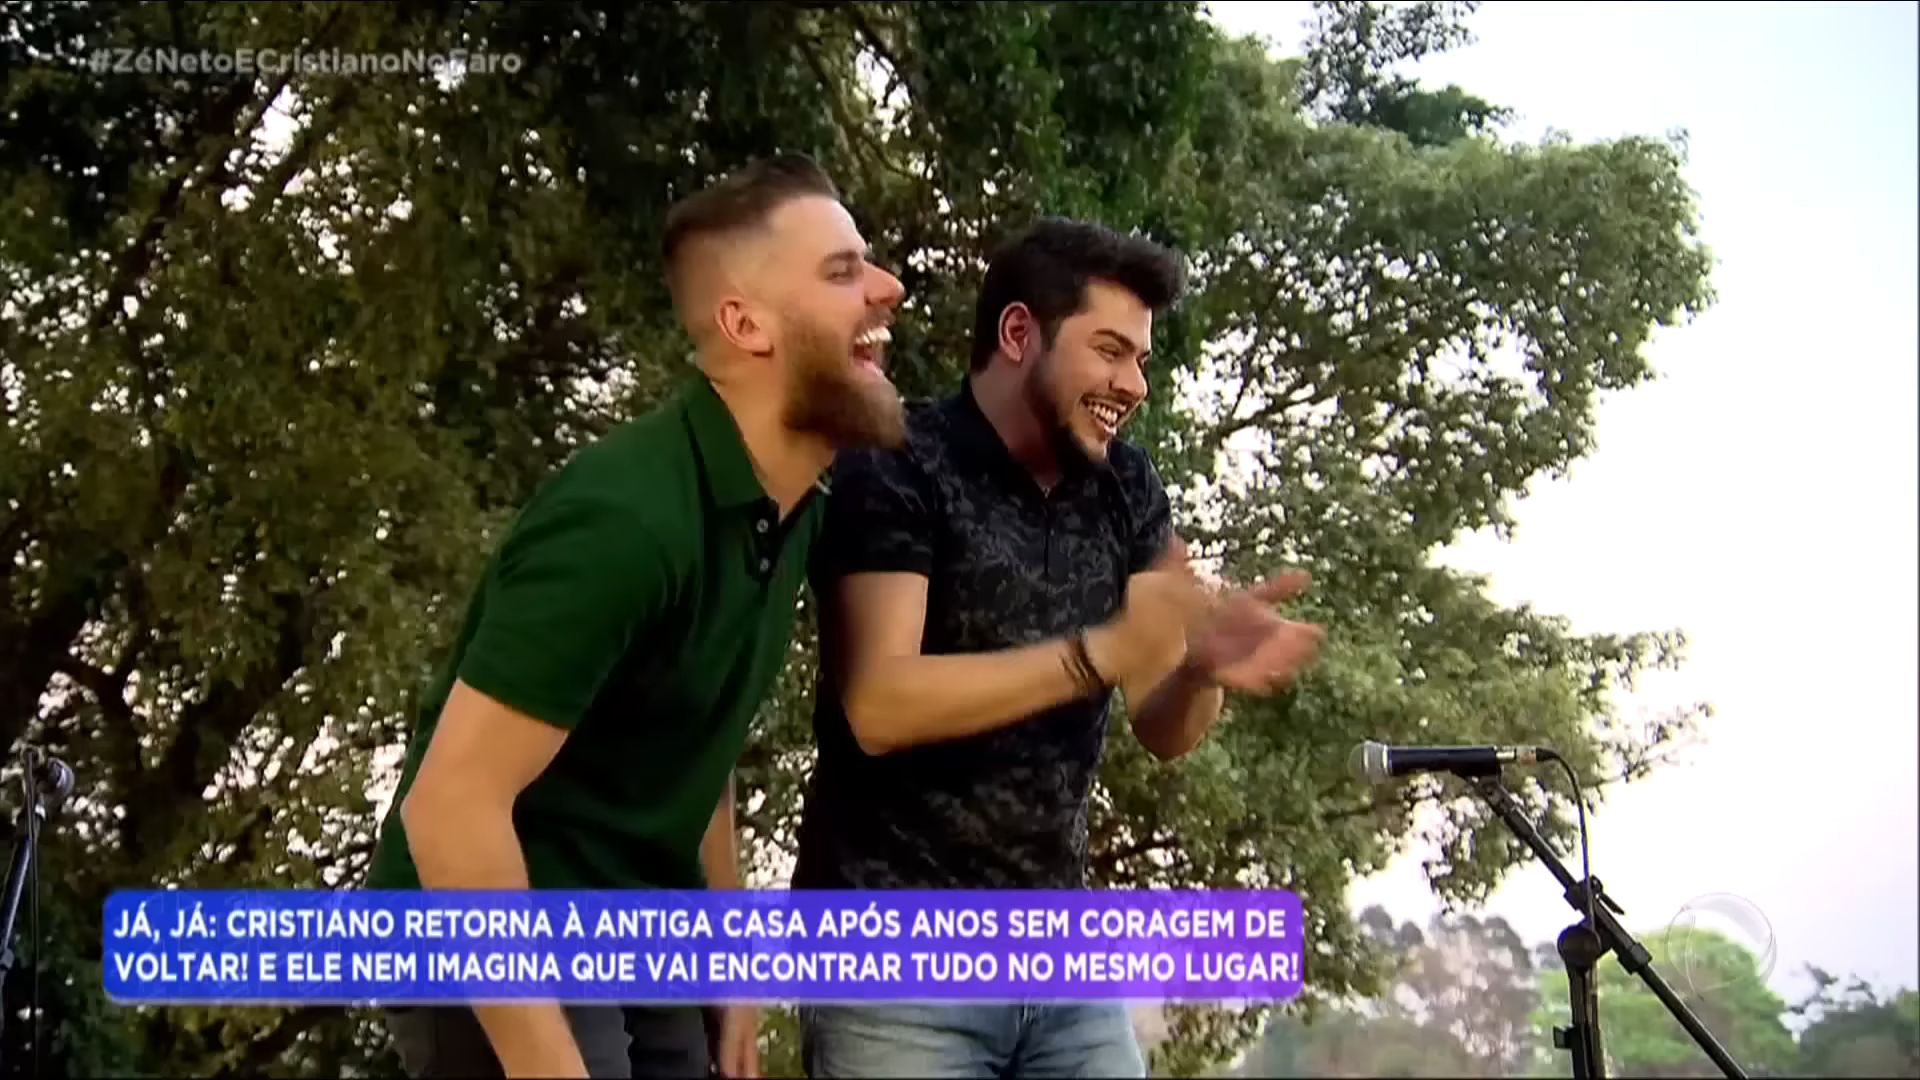 #ZéNetoECristianoNoFaro
JÁ, JÁ: CRISTIANO RETORNA À ANTIGA CASA APÓS ANOS SEM CORAGEM DE
VOLTAR! E ELE NEM IMAGINA QUE VAI ENCONTRAR TUDO NO MESMO LUGAR!